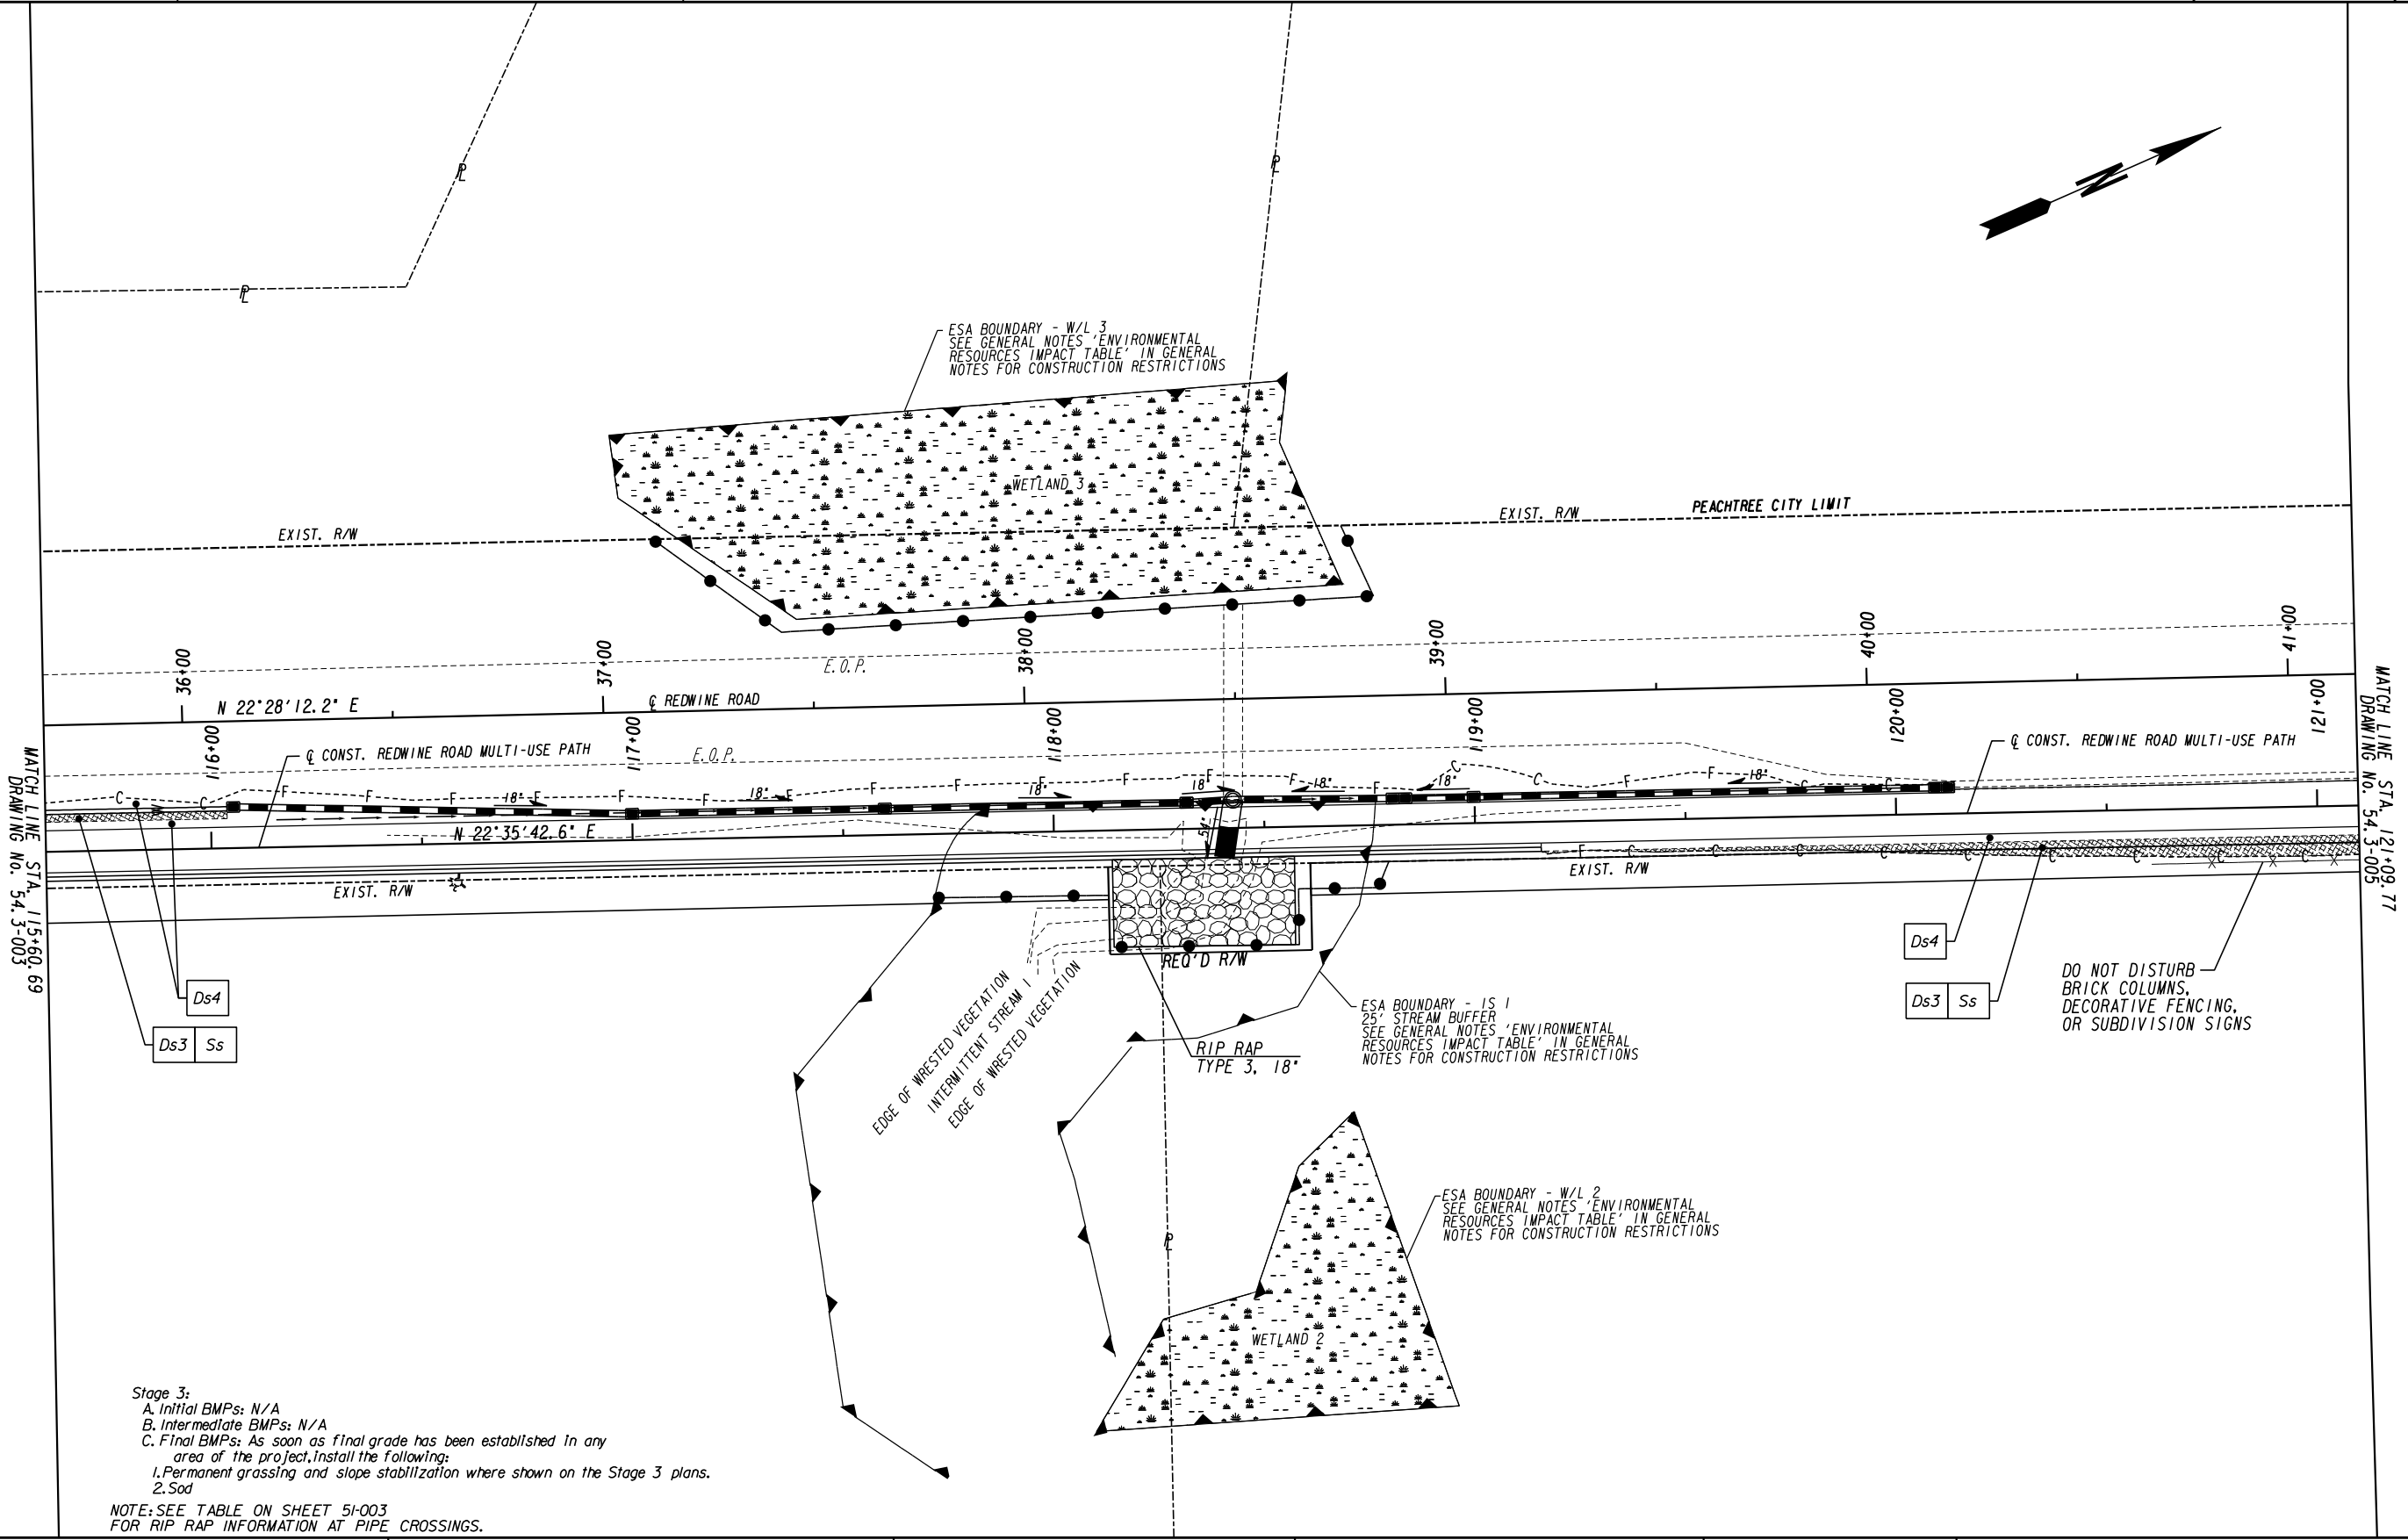 N
ESA BOUNDARY - W/L 3
SEE GENERAL NOTES 'ENVIRONMENTAL
RESOURCES IMPACT TABLE' IN GENERAL
NOTES FOR CONSTRUCTION RESTRICTIONS
WETLAND 3
EXIST. R/W
EXIST. R/W
PEACHTREE CITY LIMIT
E.O.P.
36+00
37+00
38+00
39+00
40+00
41+00
N 22°28'12.2" E
℄ REDWINE ROAD
E.O.P.
116+00
117+00
118+00
119+00
120+00
121+00
℄ CONST. REDWINE ROAD MULTI-USE PATH
℄ CONST. REDWINE ROAD MULTI-USE PATH
MATCH LINE STA. 115+60.69
DRAWING No. 54.3-003
MATCH LINE STA. 121+09.77
DRAWING No. 54.3-005
C C F F F F F F F F F F F F C C F F C C
18" 18" 18" 18" 18" 18" 18"
54"
N 22°35'42.6" E
EXIST. R/W
EXIST. R/W
F C C C C C C C C
REQ'D R/W
Ds4
Ds3 Ss
Ds4
Ds3 Ss
DO NOT DISTURB
BRICK COLUMNS,
DECORATIVE FENCING,
OR SUBDIVISION SIGNS
EDGE OF WRESTED VEGETATION
INTERMITTENT STREAM 1
EDGE OF WRESTED VEGETATION
RIP RAP
TYPE 3, 18"
ESA BOUNDARY - IS 1
25' STREAM BUFFER
SEE GENERAL NOTES 'ENVIRONMENTAL
RESOURCES IMPACT TABLE' IN GENERAL
NOTES FOR CONSTRUCTION RESTRICTIONS
ESA BOUNDARY - W/L 2
SEE GENERAL NOTES 'ENVIRONMENTAL
RESOURCES IMPACT TABLE' IN GENERAL
NOTES FOR CONSTRUCTION RESTRICTIONS
WETLAND 2
Stage 3:
A. Initial BMPs: N/A
B. Intermediate BMPs: N/A
C. Final BMPs: As soon as final grade has been established in any
area of the project, install the following:
1. Permanent grassing and slope stabilization where shown on the Stage 3 plans.
2. Sod
NOTE: SEE TABLE ON SHEET 51-003
FOR RIP RAP INFORMATION AT PIPE CROSSINGS.